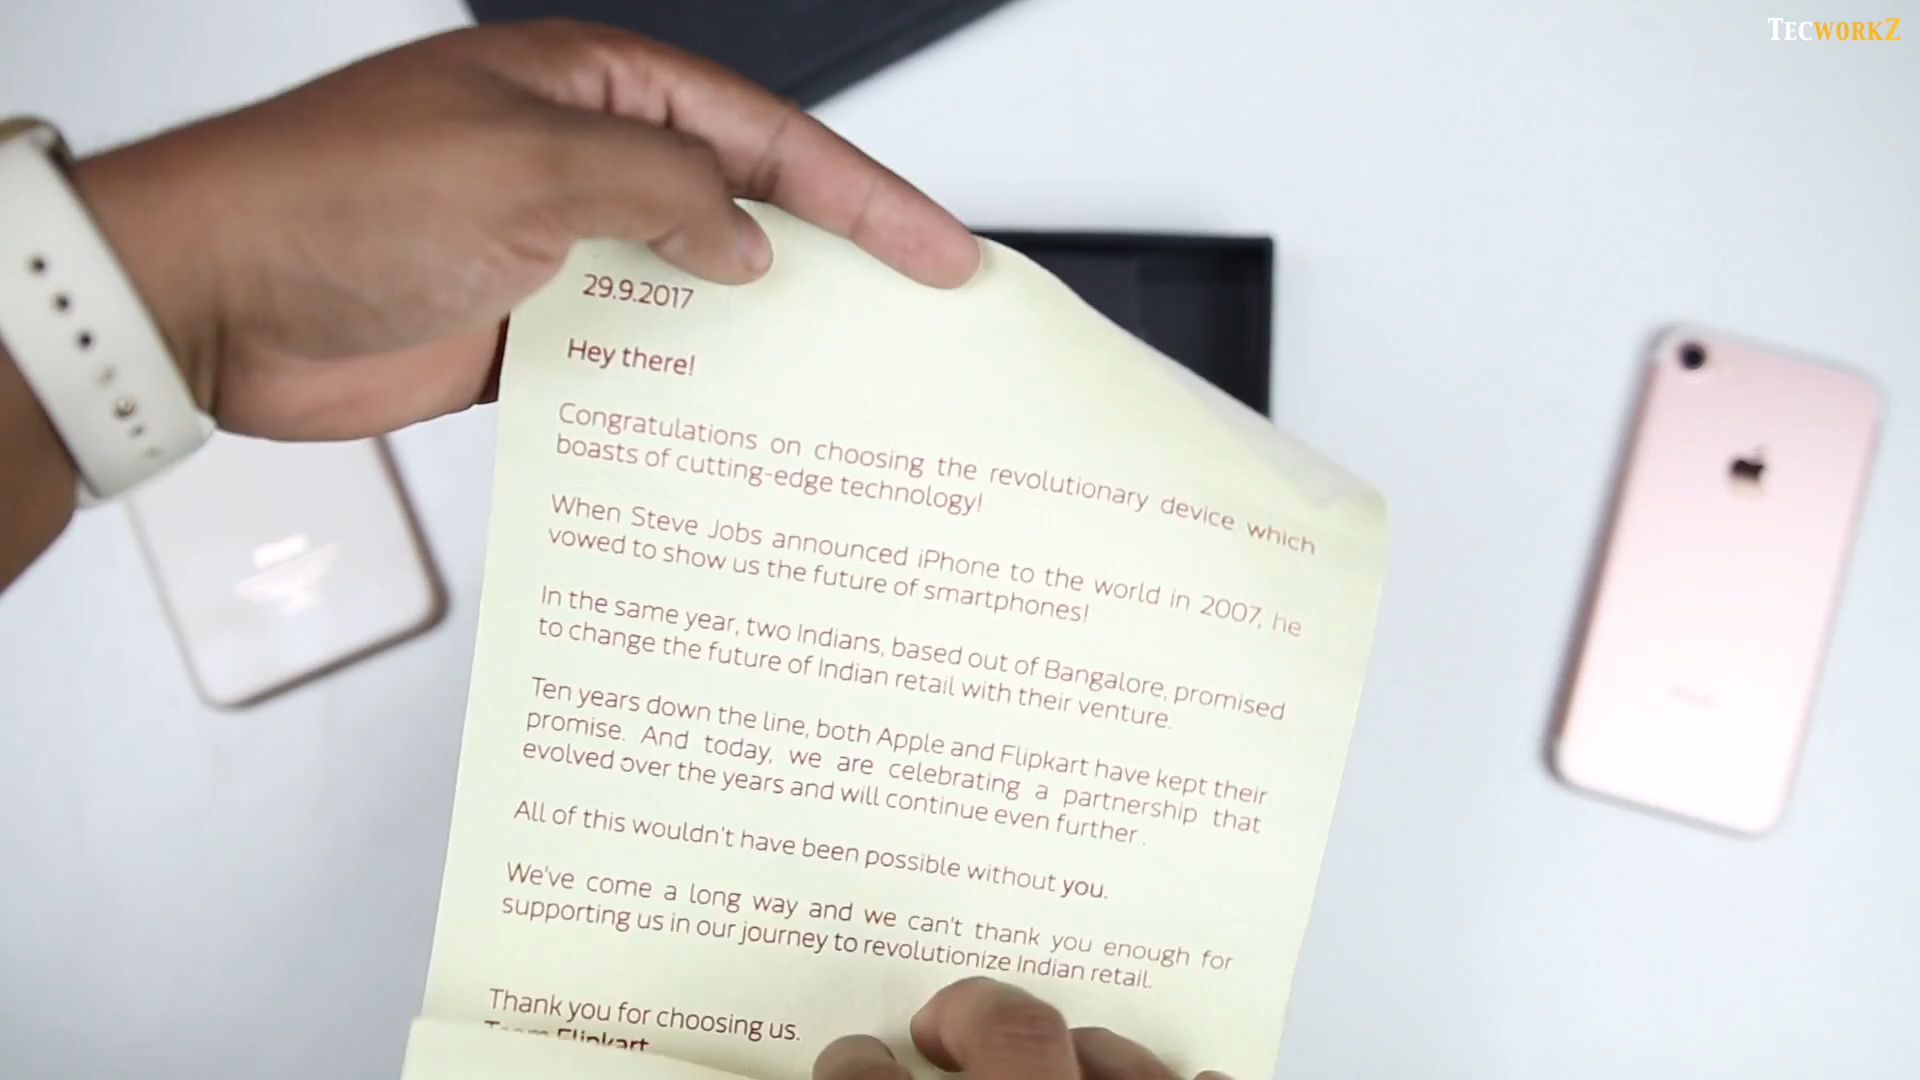 TECWORKZ
29.9.2017
Hey there!
Congratulations on choosing the revolutionary device which
boasts of cutting-edge technology!
When Steve Jobs announced iPhone to the world in 2007, he
vowed to show us the future of smartphones!
In the same year, two Indians, based out of Bangalore, promised
to change the future of Indian retail with their venture.
Ten years down the line, both Apple and Flipkart have kept their
promise. And today, we are celebrating a partnership that
evolved over the years and will continue even further.
All of this wouldn't have been possible without you.
We've come a long way and we can't thank you enough for
supporting us in our journey to revolutionize Indian retail.
Thank you for choosing us.
Team Flipkart